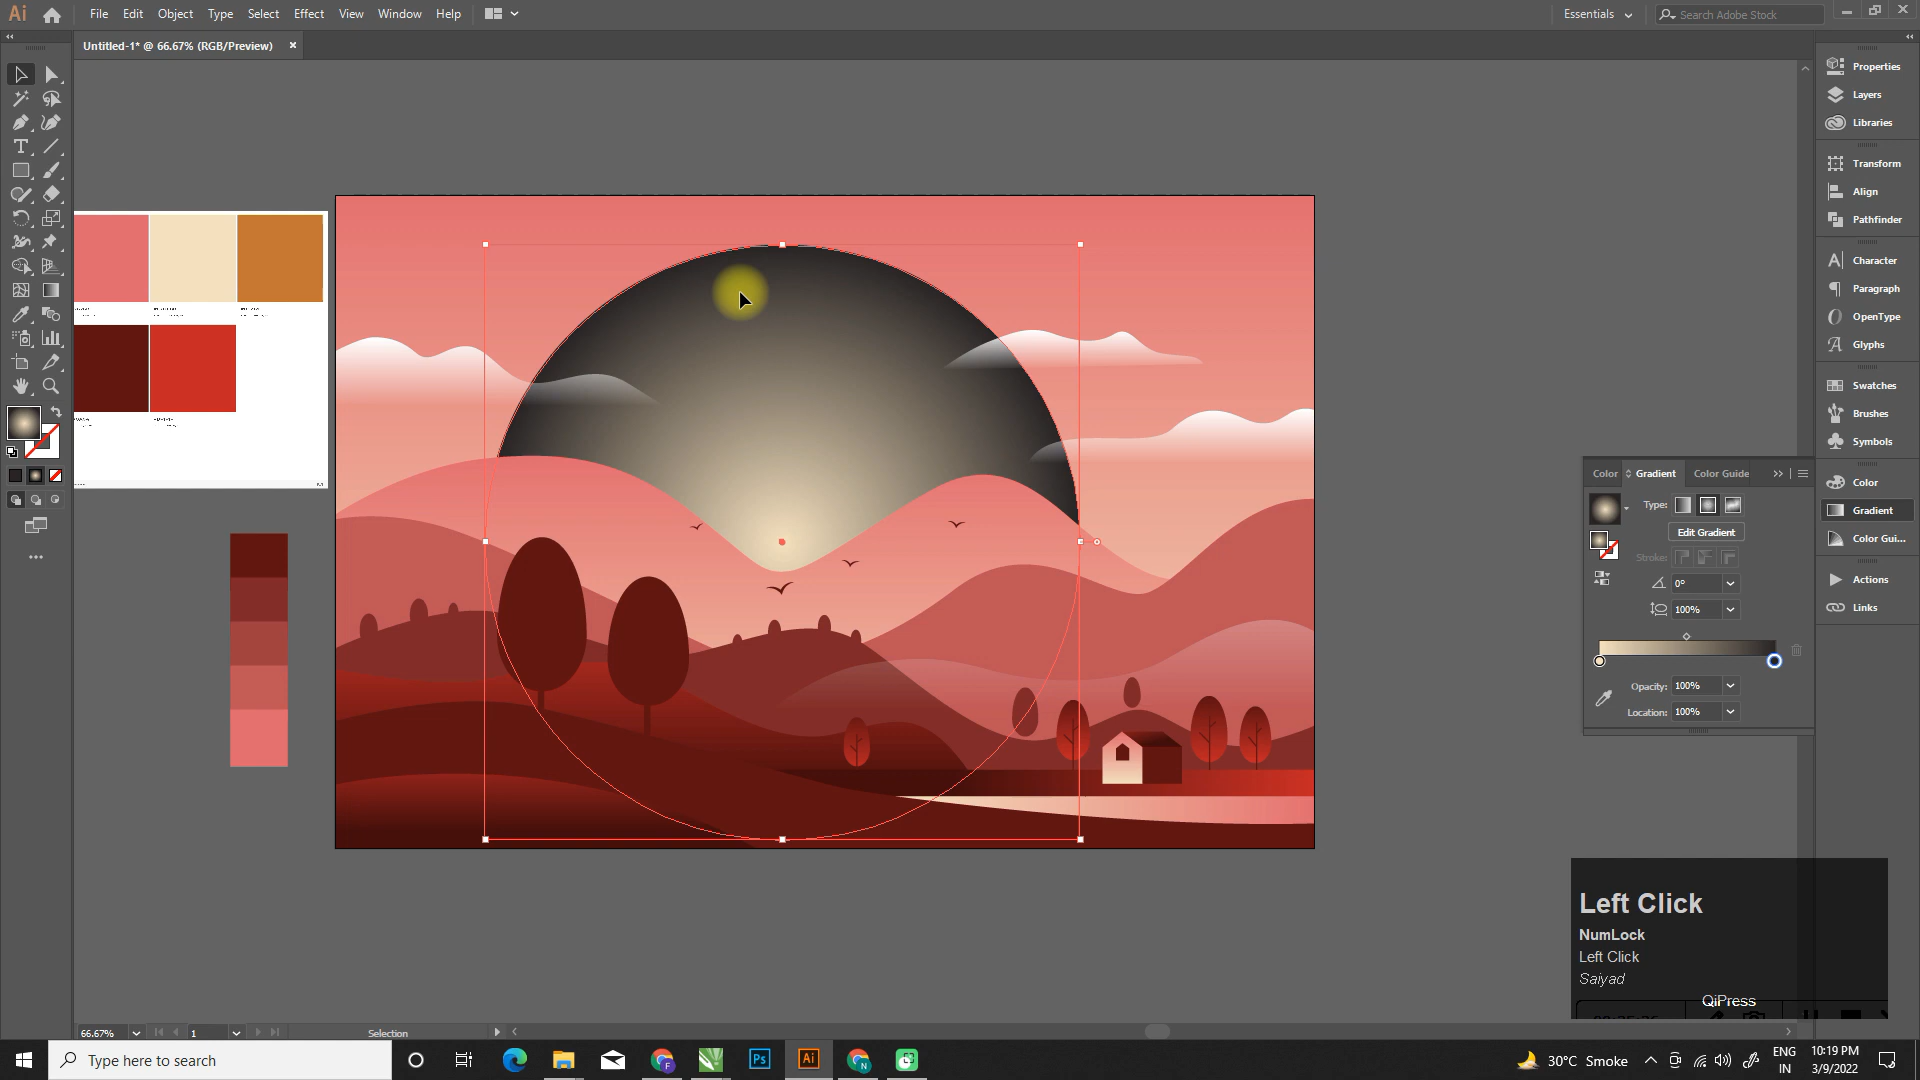 Ai
File
Edit
Object
Type
Select
Effect
View
Window
Help
Essentials
Search Adobe Stock
Untitled-1* @ 66.67% (RGB/Preview)
Properties
Layers
Libraries
Transform
Align
Pathfinder
Character
Paragraph
OpenType
Glyphs
Swatches
Brushes
Symbols
Color
Gradient
Color Gui...
Actions
Links
Color
Gradient
Color Guide
Type:
Edit Gradient
Stroke:
0°
100%
Opacity:
100%
Location:
100%
Left Click
NumLock
Left Click
Saiyad
QiPress
66.67%
1
Selection
Type here to search
Ps
Ai
30°C Smoke
ENG
IN
10:19 PM
3/9/2022